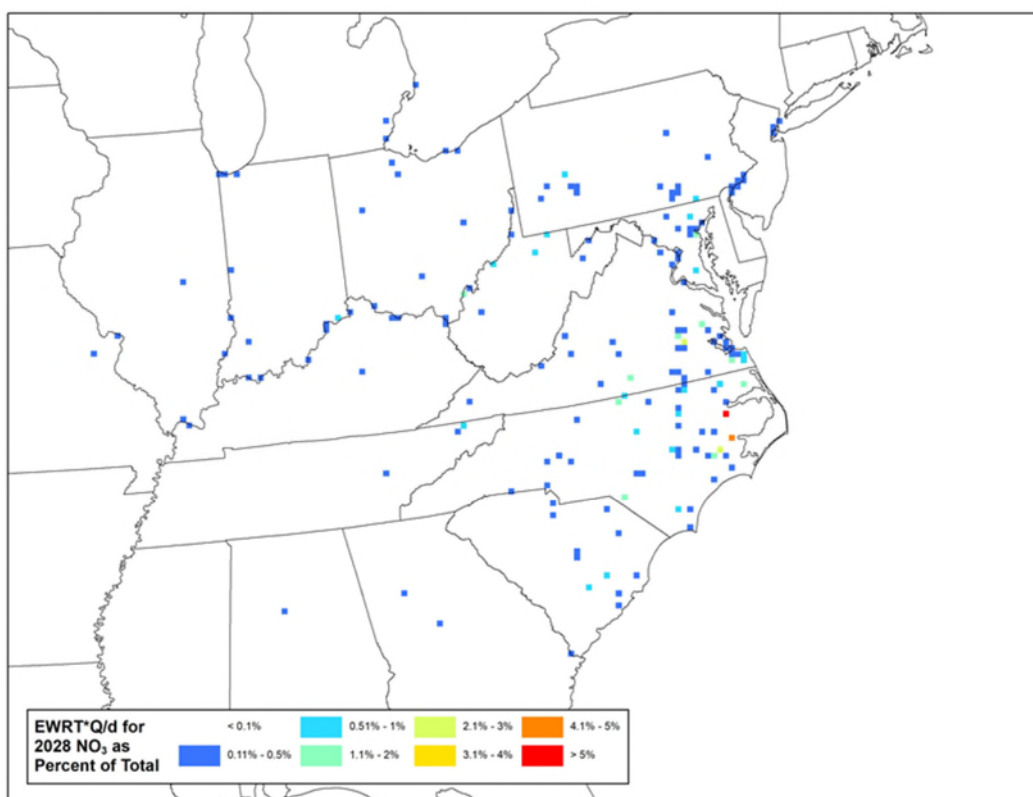 EWRT*Q/d for
2028 NO3 as
Percent of Total
< 0.1%
0.51% - 1%
2.1% - 3%
4.1% - 5%
0.11% - 0.5%
1.1% - 2%
3.1% - 4%
> 5%